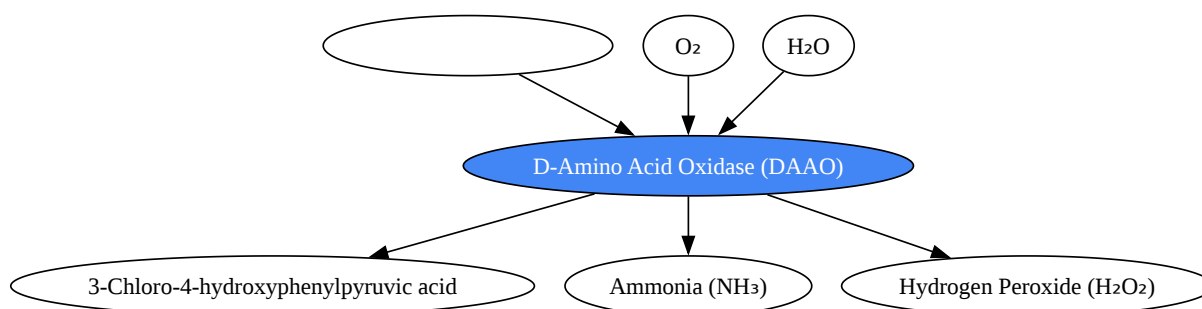 O₂
H₂O
D-Amino Acid Oxidase (DAAO)
3-Chloro-4-hydroxyphenylpyruvic acid
Ammonia (NH₃)
Hydrogen Peroxide (H₂O₂)